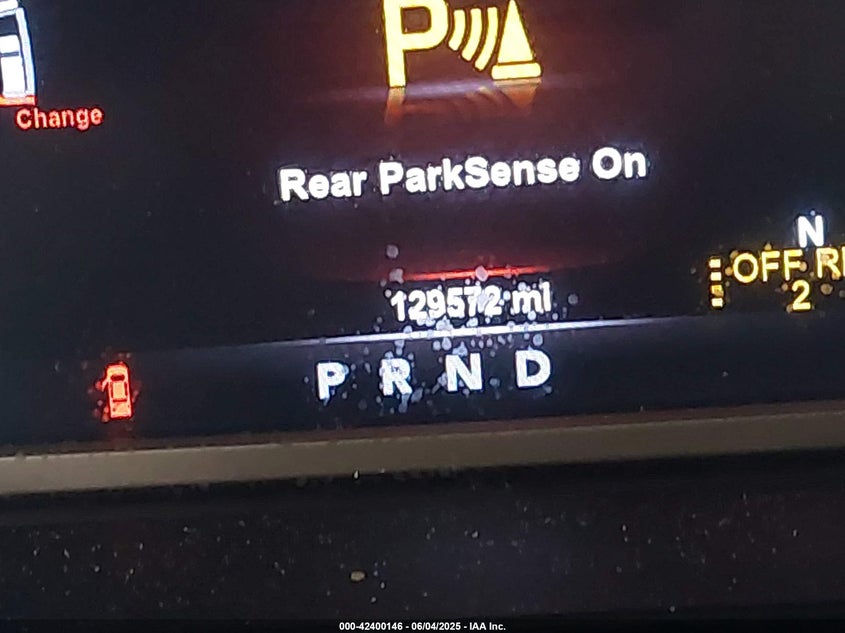 P
Change
Rear ParkSense On
N
OFF R
129572 mi
2
P R N D
000-42400146 - 06/04/2025 - IAA Inc.